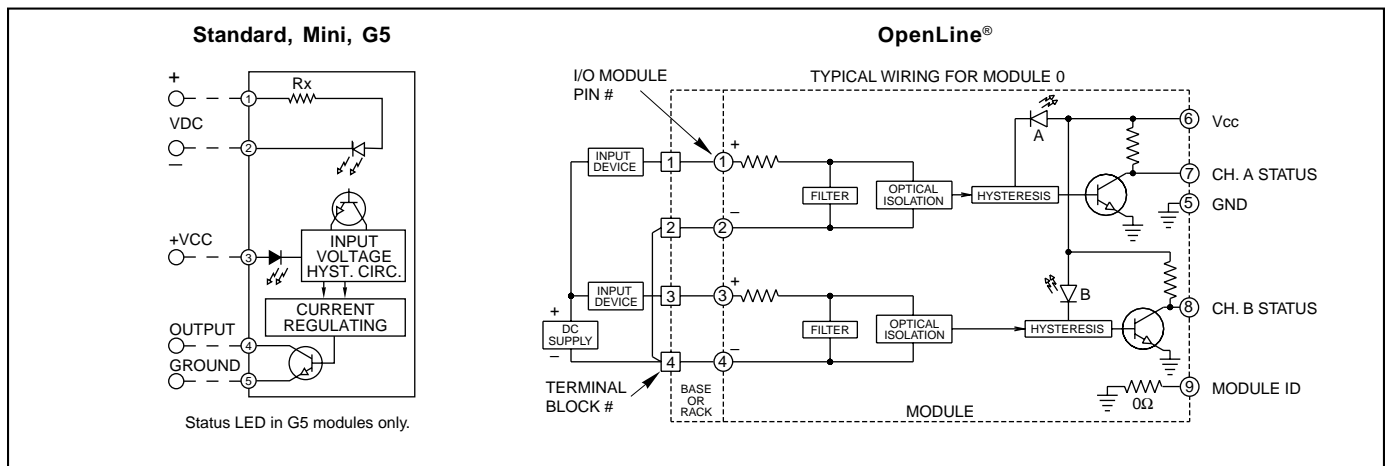 Standard, Mini, G5
+
1
Rx
VDC
2
–
+VCC
3
INPUT
VOLTAGE
HYST. CIRC.
CURRENT
REGULATING
OUTPUT
4
GROUND
5
Status LED in G5 modules only.
OpenLine®
I/O MODULE
PIN #
TYPICAL WIRING FOR MODULE 0
A
6
Vcc
INPUT
DEVICE
1
1
+
FILTER
OPTICAL
ISOLATION
HYSTERESIS
7
CH. A STATUS
5
GND
2
2
–
INPUT
DEVICE
3
3
+
B
8
CH. B STATUS
+
DC
SUPPLY
–
FILTER
OPTICAL
ISOLATION
HYSTERESIS
4
4
–
TERMINAL
BLOCK #
BASE
OR
RACK
MODULE
0Ω
9
MODULE ID